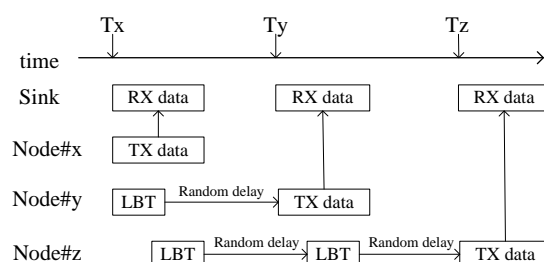 Tx Ty Tz
time
Sink RX data RX data RX data
Node#x TX data
Node#y LBT Random delay TX data
Node#z LBT Random delay LBT Random delay TX data